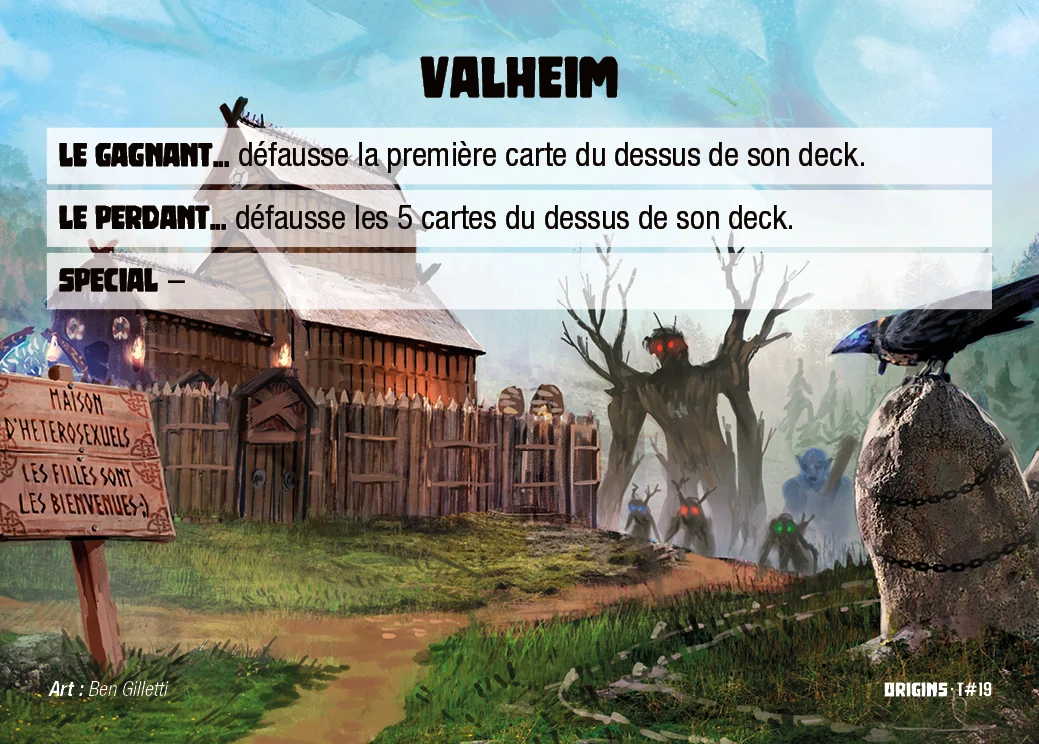 VALHEIM
LE GAGNANT... défausse la première carte du dessus de son deck.
LE PERDANT... défausse les 5 cartes du dessus de son deck.
SPECIAL –
MAISON
D'HETEROSEXUELS
LES FILLES SONT
LES BIENVENUES:)
Art : Ben Gilletti
ORIGINS · T#19